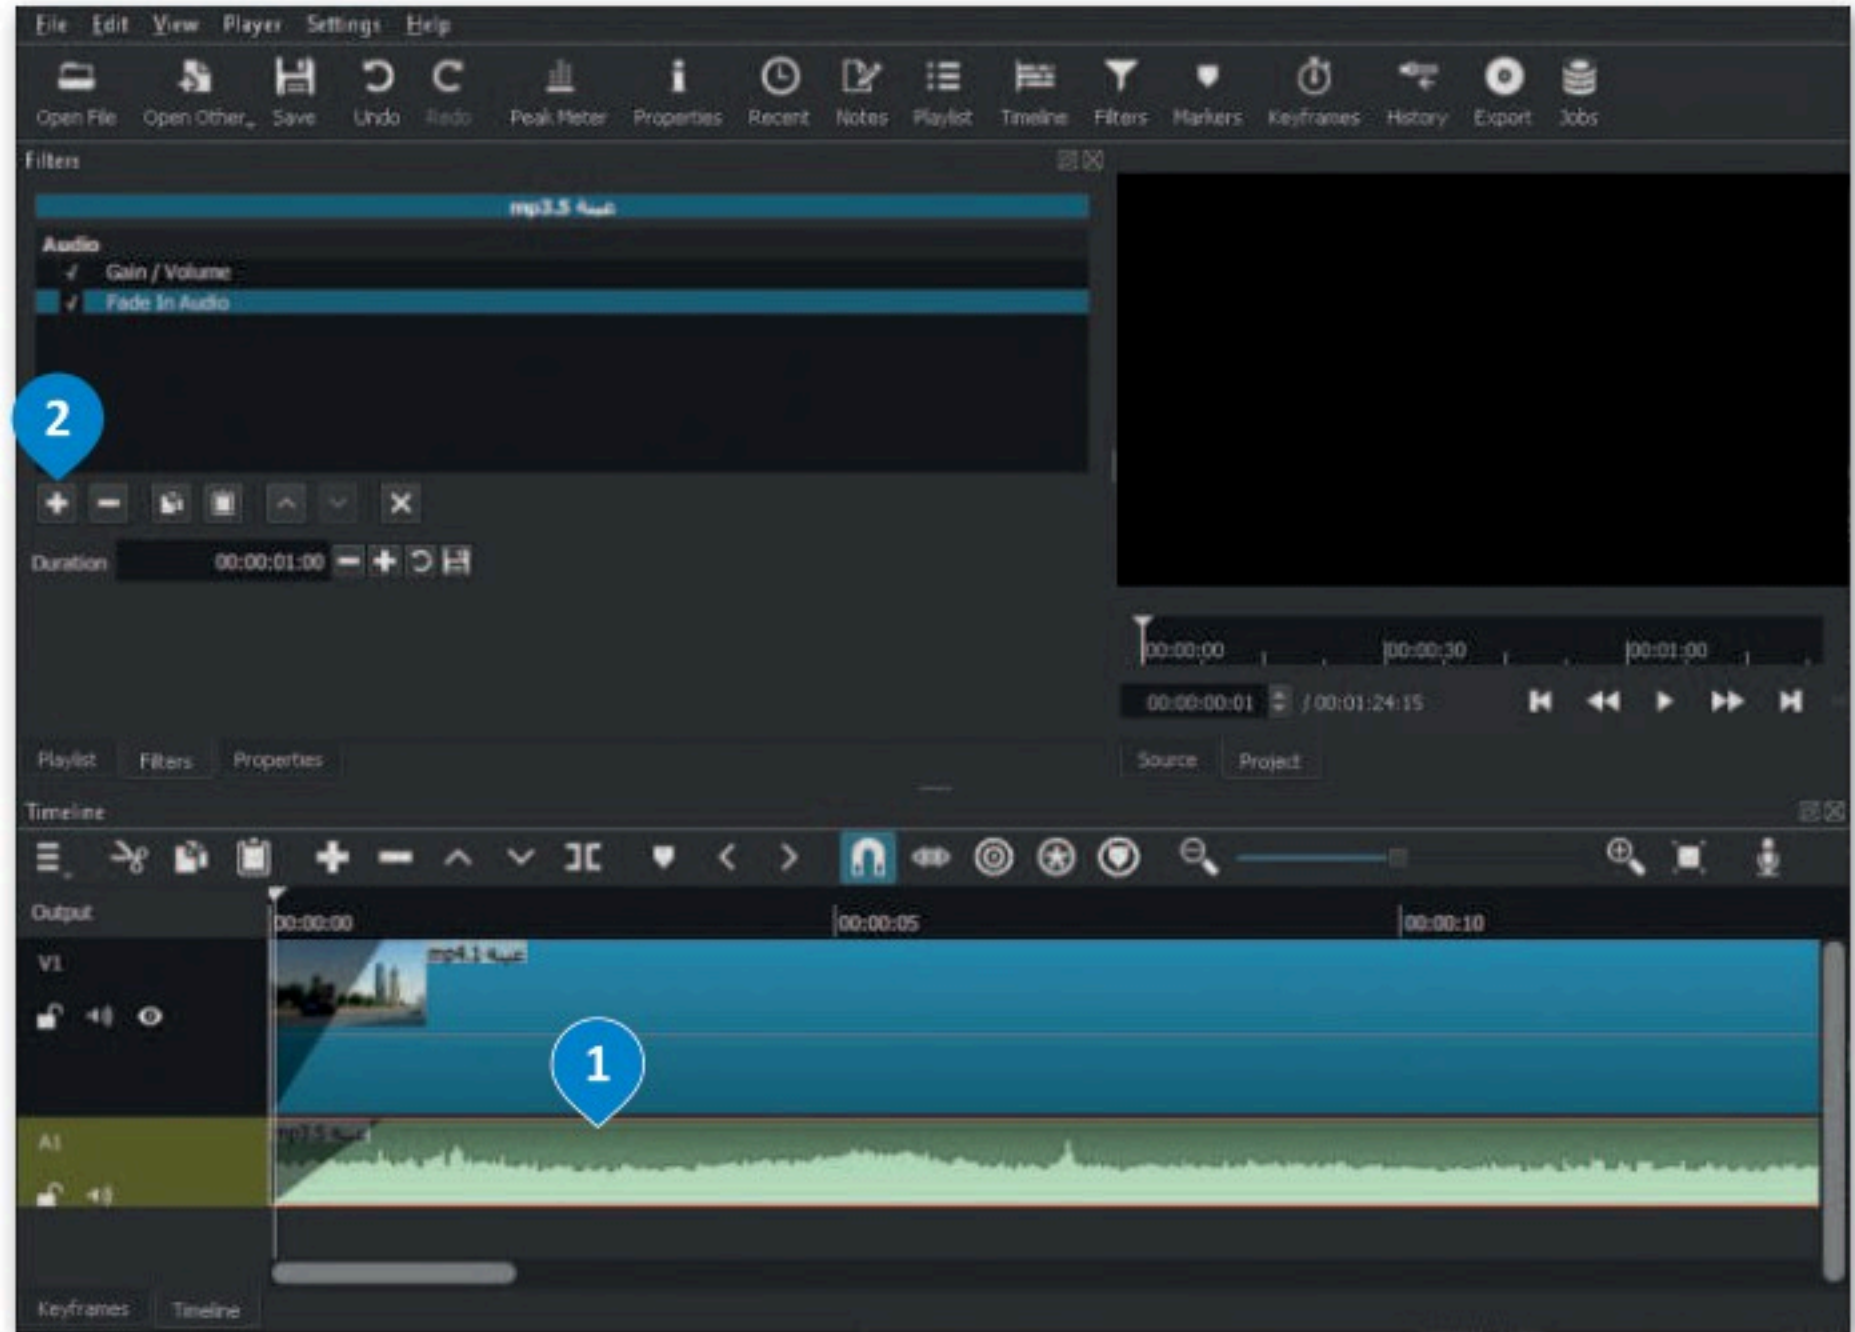 File Edit View Player Settings Help
Open File Open Other Save Undo Redo Peak Meter Properties Recent Notes Playlist Timeline Filters Markers Keyframes History Export Jobs
Filters
عينة mp3.5
Audio
Gain / Volume
Fade In Audio
2
Duration 00:00:01:00
00:00:00 00:00:30 00:01:00
00:00:00:01 / 00:01:24:15
Playlist Filters Properties
Source Project
Timeline
Output
00:00:00 00:00:05 00:00:10
V1
عينة mp4.1
1
A1
عينة mp3.5
Keyframes Timeline